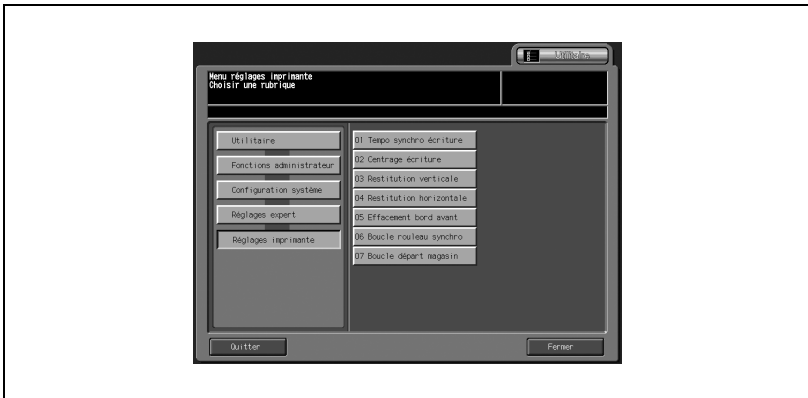 Utilitaire
Menu réglages imprimante
Choisir une rubrique
Utilitaire
Fonctions administrateur
Configuration système
Réglages expert
Réglages imprimante
01 Tempo synchro écriture
02 Centrage écriture
03 Restitution verticale
04 Restitution horizontale
05 Effacement bord avant
06 Boucle rouleau synchro
07 Boucle départ magasin
Quitter
Fermer